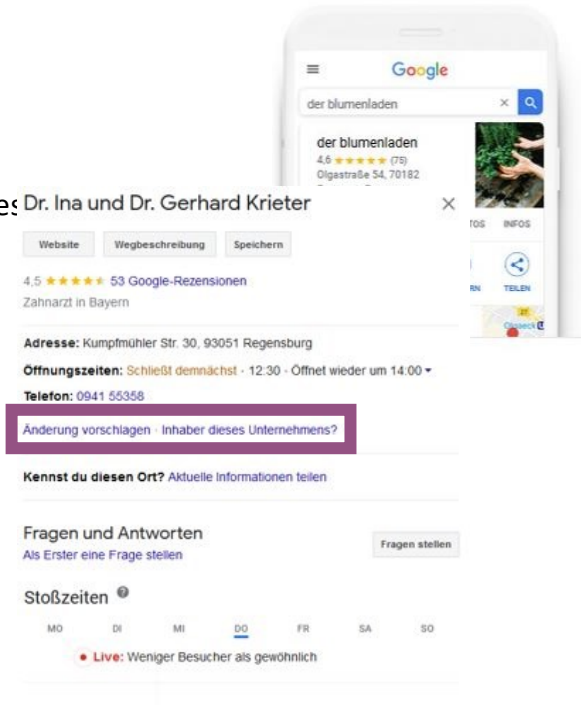 Google
der blumenladen ×
der blumenladen
4,6 ★★★★★ (75)
Olgastraße 54, 70182
INFOS
TEILEN
27
Dr. Ina und Dr. Gerhard Krieter ×
Website Wegbeschreibung Speichern
4,5 ★★★★★ 53 Google-Rezensionen
Zahnarzt in Bayern
Adresse: Kumpfmühler Str. 30, 93051 Regensburg
Öffnungszeiten: Schließt demnächst · 12:30 · Öffnet wieder um 14:00
Telefon: 0941 55358
Änderung vorschlagen · Inhaber dieses Unternehmens?
Kennst du diesen Ort? Aktuelle Informationen teilen
Fragen und Antworten
Als Erster eine Frage stellen
Fragen stellen
Stoßzeiten
MO DI MI DO FR SA SO
Live: Weniger Besucher als gewöhnlich